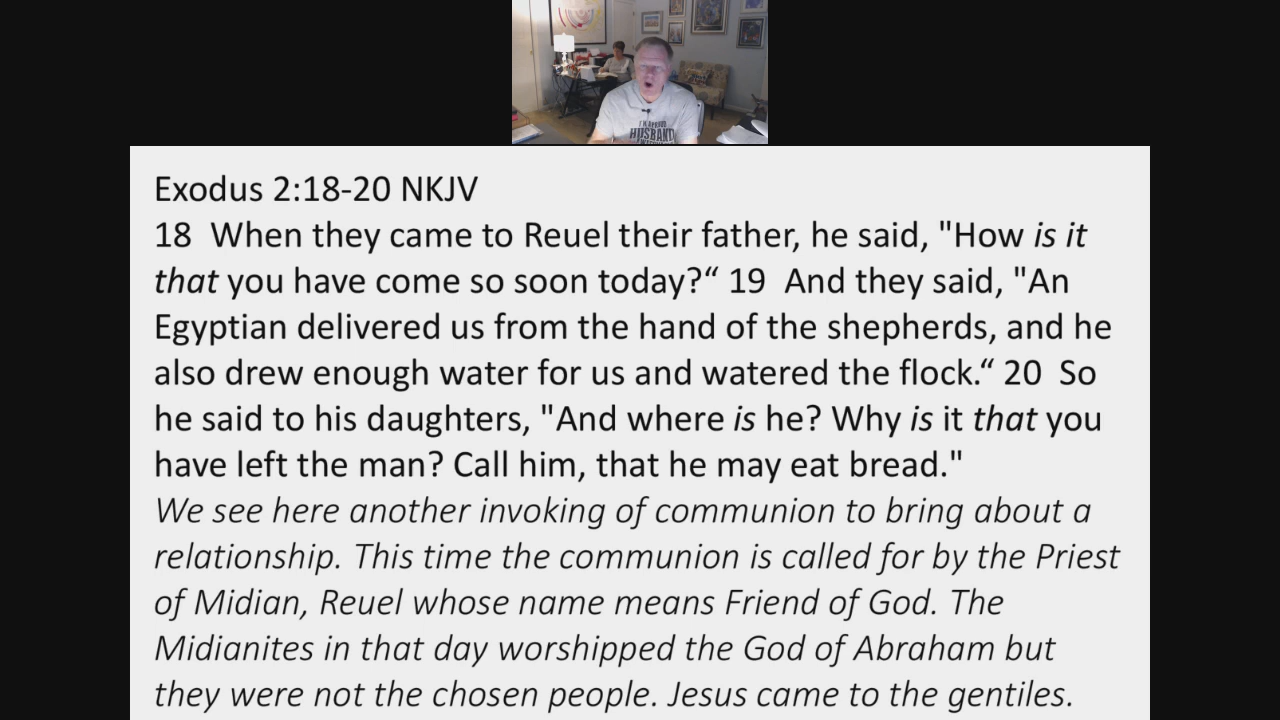 HUSBAND
Exodus 2:18-20 NKJV
18  When they came to Reuel their father, he said, "How is it
that you have come so soon today?“ 19  And they said, "An
Egyptian delivered us from the hand of the shepherds, and he
also drew enough water for us and watered the flock.“ 20  So
he said to his daughters, "And where is he? Why is it that you
have left the man? Call him, that he may eat bread."
We see here another invoking of communion to bring about a
relationship. This time the communion is called for by the Priest
of Midian, Reuel whose name means Friend of God. The
Midianites in that day worshipped the God of Abraham but
they were not the chosen people. Jesus came to the gentiles.